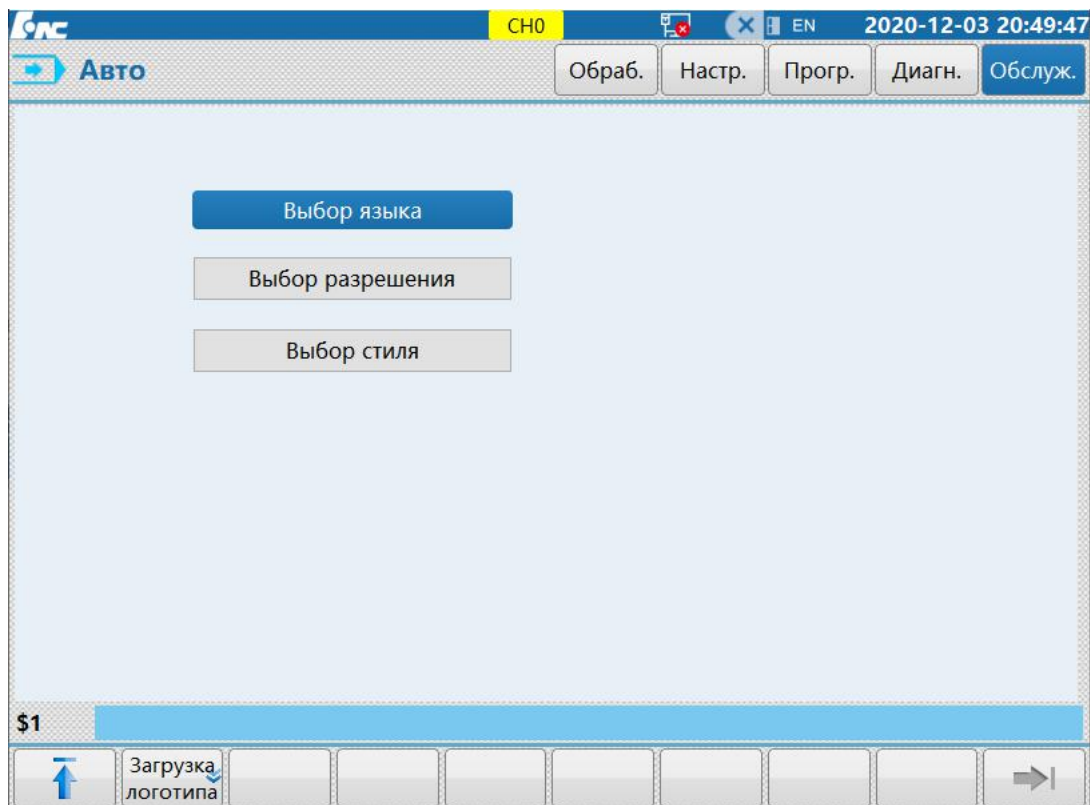 CH0 EN 2020-12-03 20:49:47
Авто Обраб. Настр. Прогр. Диагн. Обслуж.
Выбор языка
Выбор разрешения
Выбор стиля
$1
Загрузка
логотипа